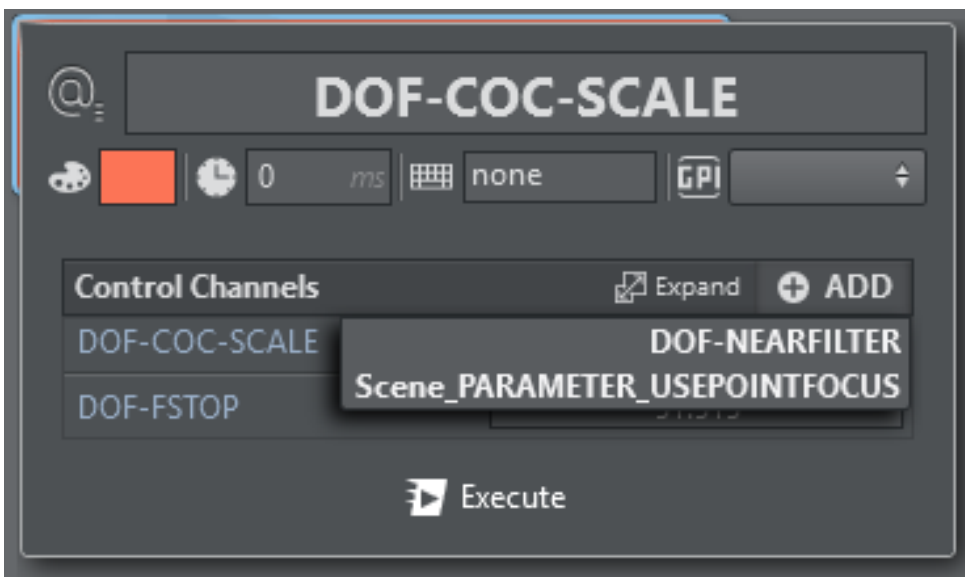 @
DOF-COC-SCALE
0 ms none GPI
Control Channels Expand ADD
DOF-COC-SCALE
DOF-NEARFILTER
Scene_PARAMETER_USEPOINTFOCUS
DOF-FSTOP
Execute